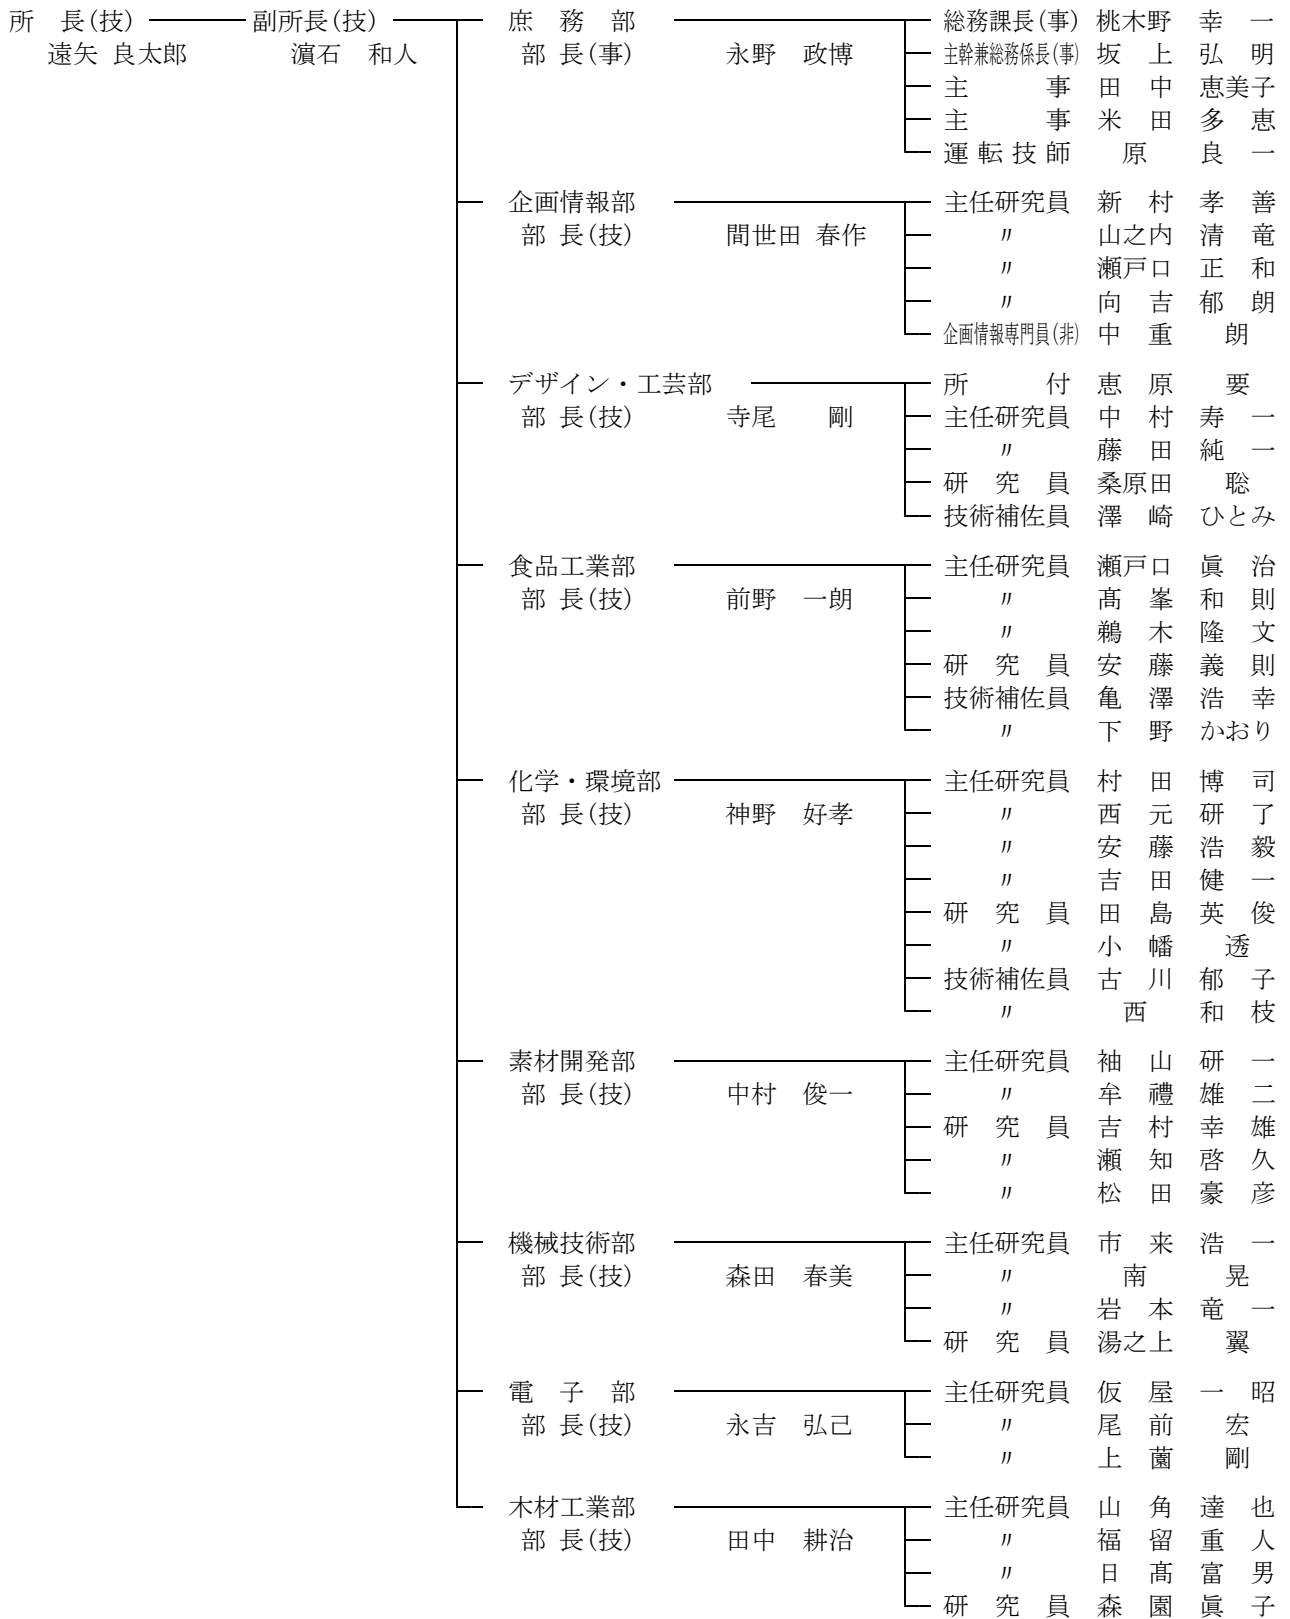 所　長(技) 副所長(技) 庶　務　部 総務課長(事) 桃木野　幸　一
遠矢 良太郎 濵石　和人 部 長(事) 永野　政博 主幹兼総務係長(事) 坂　上　弘　明
主　　　事 田　中　恵美子
主　　　事 米　田　多　恵
運 転 技 師 原　　良　一
企画情報部 主任研究員 新　村　孝　善
部 長(技) 間世田 春作 〃 山之内　清　竜
〃 瀬戸口　正　和
〃 向　吉　郁　朗
企画情報専門員(非) 中　重　　朗
デザイン・工芸部 所　　　付 恵　原　　要
部 長(技) 寺尾　　剛 主任研究員 中　村　寿　一
〃 藤　田　純　一
研　究　員 桑原田　　聡
技術補佐員 澤　崎　ひとみ
食品工業部 主任研究員 瀬戸口　眞　治
部 長(技) 前野　一朗 〃 髙　峯　和　則
〃 鵜　木　隆　文
研　究　員 安　藤　義　則
技術補佐員 亀　澤　浩　幸
〃 下　野　かおり
化学・環境部 主任研究員 村　田　博　司
部 長(技) 神野　好孝 〃 西　元　研　了
〃 安　藤　浩　毅
〃 吉　田　健　一
研　究　員 田　島　英　俊
〃 小　幡　　透
技術補佐員 古　川　郁　子
〃 西　　和　枝
素材開発部 主任研究員 袖　山　研　一
部 長(技) 中村　俊一 〃 牟　禮　雄　二
研　究　員 吉　村　幸　雄
〃 瀬　知　啓　久
〃 松　田　豪　彦
機械技術部 主任研究員 市　来　浩　一
部 長(技) 森田　春美 〃 南　　晃
〃 岩　本　竜　一
研　究　員 湯之上　　翼
電　子　部 主任研究員 仮　屋　一　昭
部 長(技) 永吉　弘己 〃 尾　前　　宏
〃 上　薗　　剛
木材工業部 主任研究員 山　角　達　也
部 長(技) 田中　耕治 〃 福　留　重　人
〃 日　髙　富　男
研　究　員 森　園　眞　子